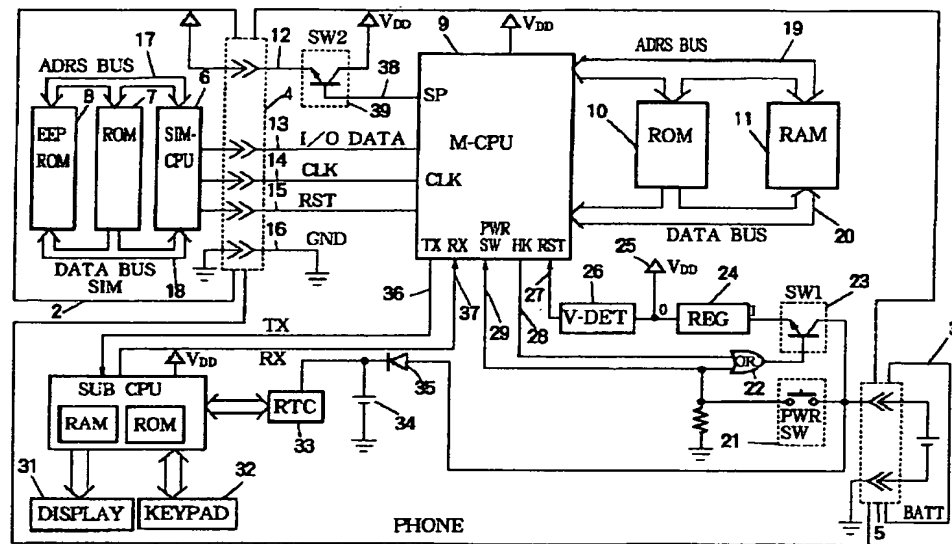 17
ADRS BUS
8
7
6
EEP ROM
ROM
SIM-CPU
DATA BUS
SIM
18
2
12
SW2
VDD
38
39
4
13
I/O DATA
14
CLK
15
RST
16
GND
9
VDD
SP
M-CPU
CLK
PWR
TX RX SW HK RST
ADRS BUS
19
10
ROM
11
RAM
DATA BUS
20
36
37
29
28
27
26
V-DET
25
VDD
O
24
REG
I
SW1
23
OR
22
21
PWR
SW
3
BATT
5
TX
RX
VDD
SUB CPU
RAM
ROM
RTC
33
34
35
31
DISPLAY
32
KEYPAD
PHONE